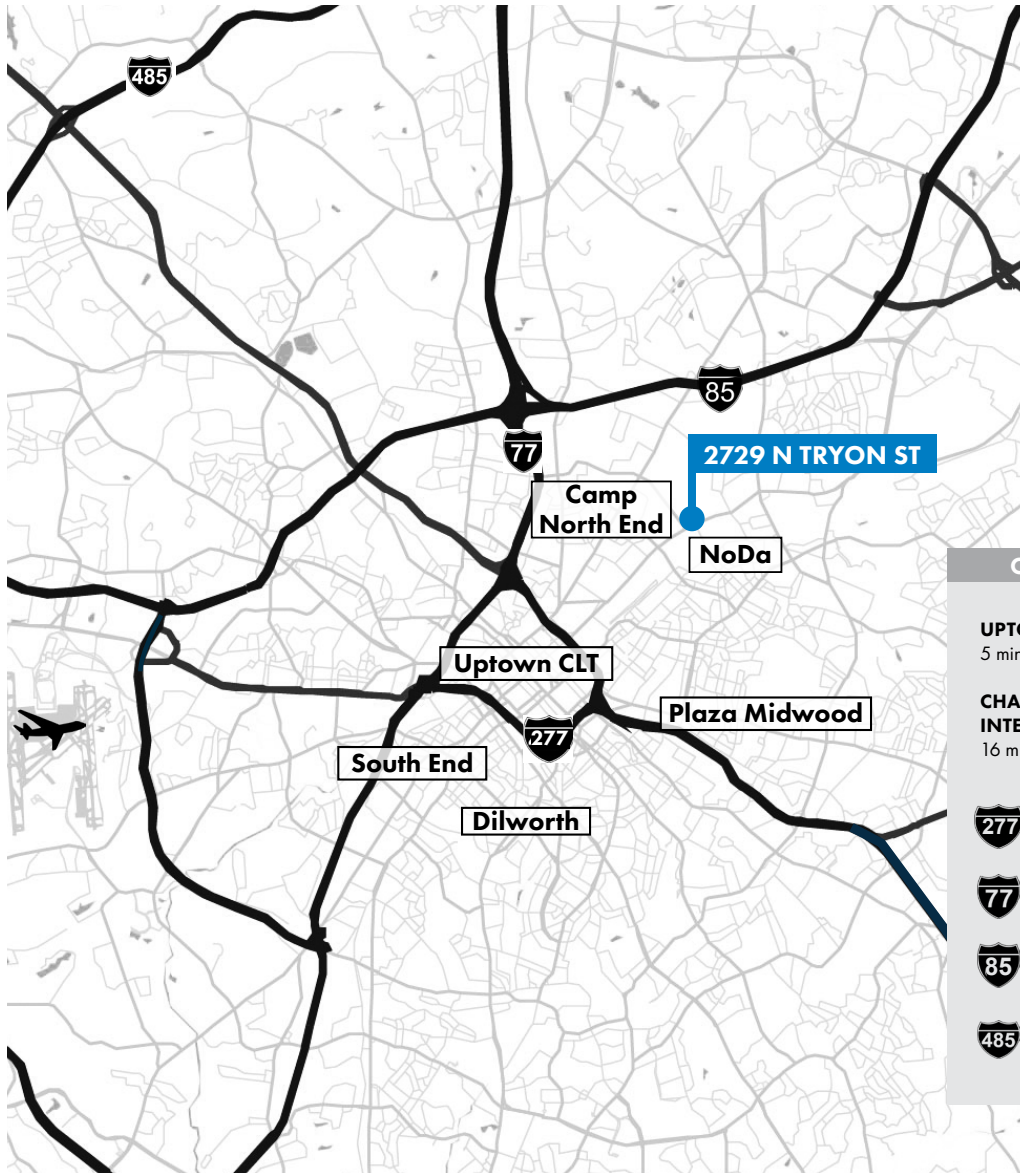 485
85
77
2729 N TRYON ST
Camp
North End
NoDa
Uptown CLT
Plaza Midwood
277
South End
Dilworth
5 min
16 m
277
77
85
485